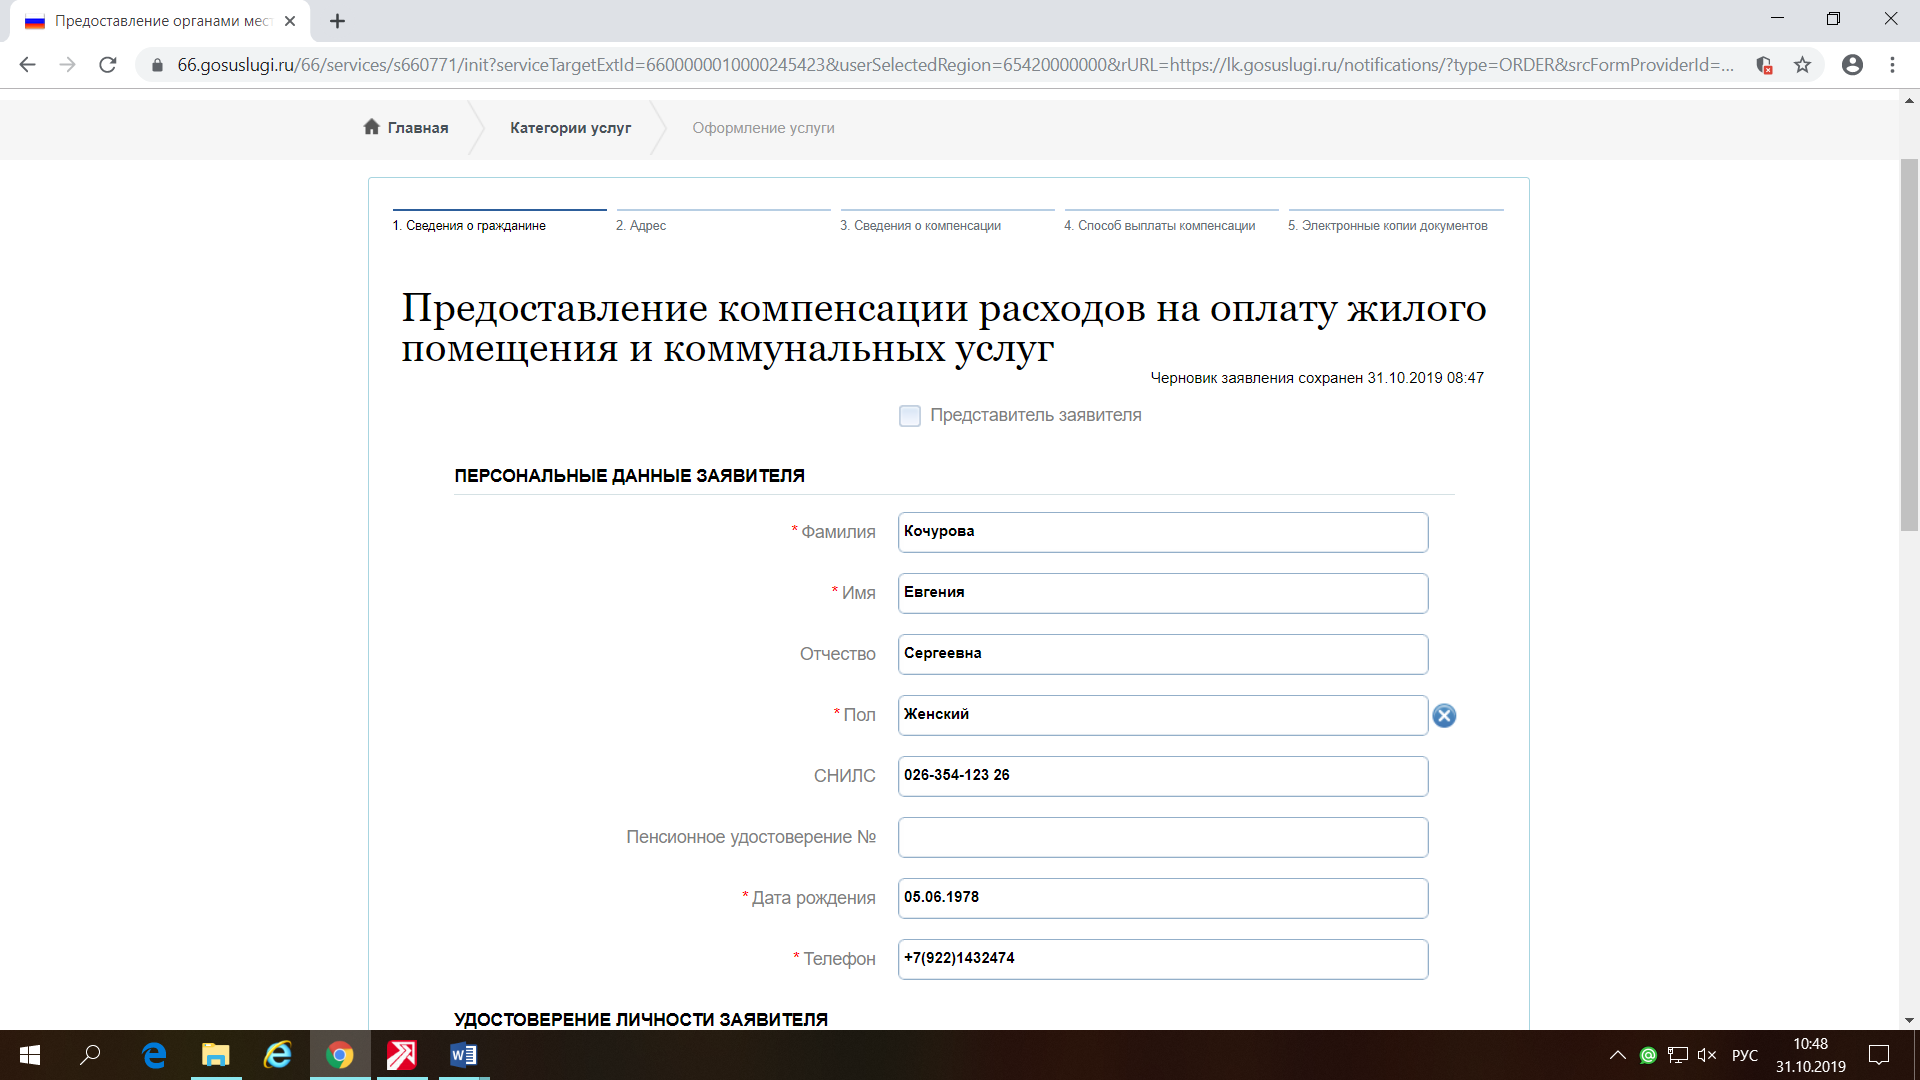 Предоставление органами мест
66.gosuslugi.ru/66/services/s660771/init?serviceTargetExtId=6600000010000245423&userSelectedRegion=65420000000&rURL=https://lk.gosuslugi.ru/notifications/?type=ORDER&srcFormProviderId=...
Главная
Категории услуг
Оформление услуги
1. Сведения о гражданине
2. Адрес
3. Сведения о компенсации
4. Способ выплаты компенсации
5. Электронные копии документов
Предоставление компенсации расходов на оплату жилого
помещения и коммунальных услуг
Черновик заявления сохранен 31.10.2019 08:47
Представитель заявителя
ПЕРСОНАЛЬНЫЕ ДАННЫЕ ЗАЯВИТЕЛЯ
* Фамилия Кочурова
* Имя Евгения
Отчество Сергеевна
* Пол Женский
СНИЛС 026-354-123 26
Пенсионное удостоверение №
* Дата рождения 05.06.1978
* Телефон +7(922)1432474
УДОСТОВЕРЕНИЕ ЛИЧНОСТИ ЗАЯВИТЕЛЯ
РУС
10:48
31.10.2019